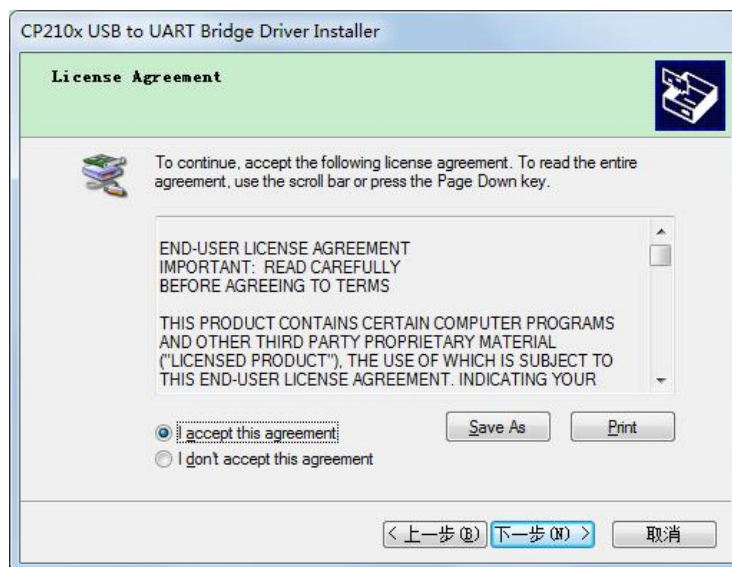 CP210x USB to UART Bridge Driver Installer
License Agreement
To continue, accept the following license agreement. To read the entire
agreement, use the scroll bar or press the Page Down key.
END-USER LICENSE AGREEMENT
IMPORTANT:  READ CAREFULLY
BEFORE AGREEING TO TERMS
THIS PRODUCT CONTAINS CERTAIN COMPUTER PROGRAMS
AND OTHER THIRD PARTY PROPRIETARY MATERIAL
("LICENSED PRODUCT"), THE USE OF WHICH IS SUBJECT TO
THIS END-USER LICENSE AGREEMENT. INDICATING YOUR
I accept this agreement
Save As
Print
I don't accept this agreement
< 上一步(B)
下一步(N) >
取消